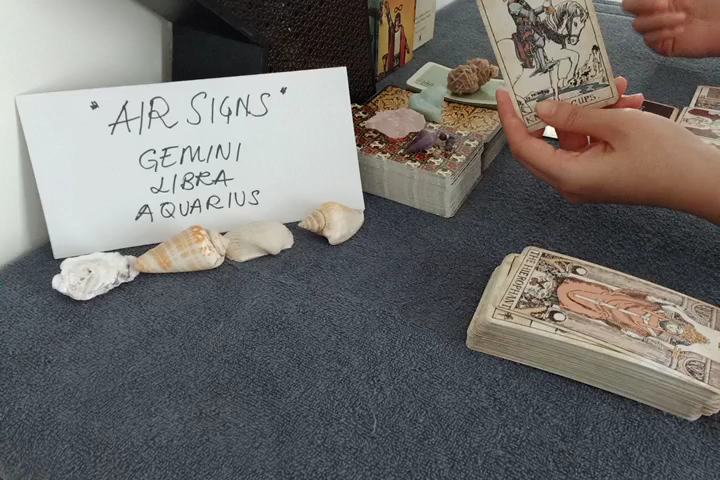 "AIR SIGNS"
GEMINI
LIBRA
AQUARIUS
CUPS.
THE HIEROPHANT